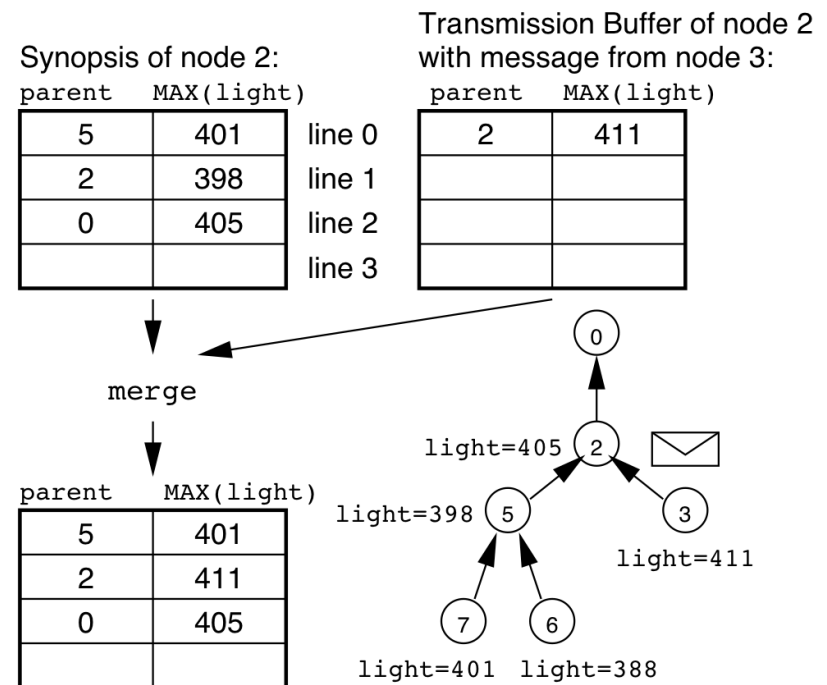 Synopsis of node 2:
parent MAX(light)
5 401 line 0
2 398 line 1
0 405 line 2
line 3
Transmission Buffer of node 2
with message from node 3:
parent MAX(light)
2 411
merge
parent MAX(light)
5 401
2 411
0 405
0
light=405 2
light=398 5
3
light=411
7 6
light=401 light=388